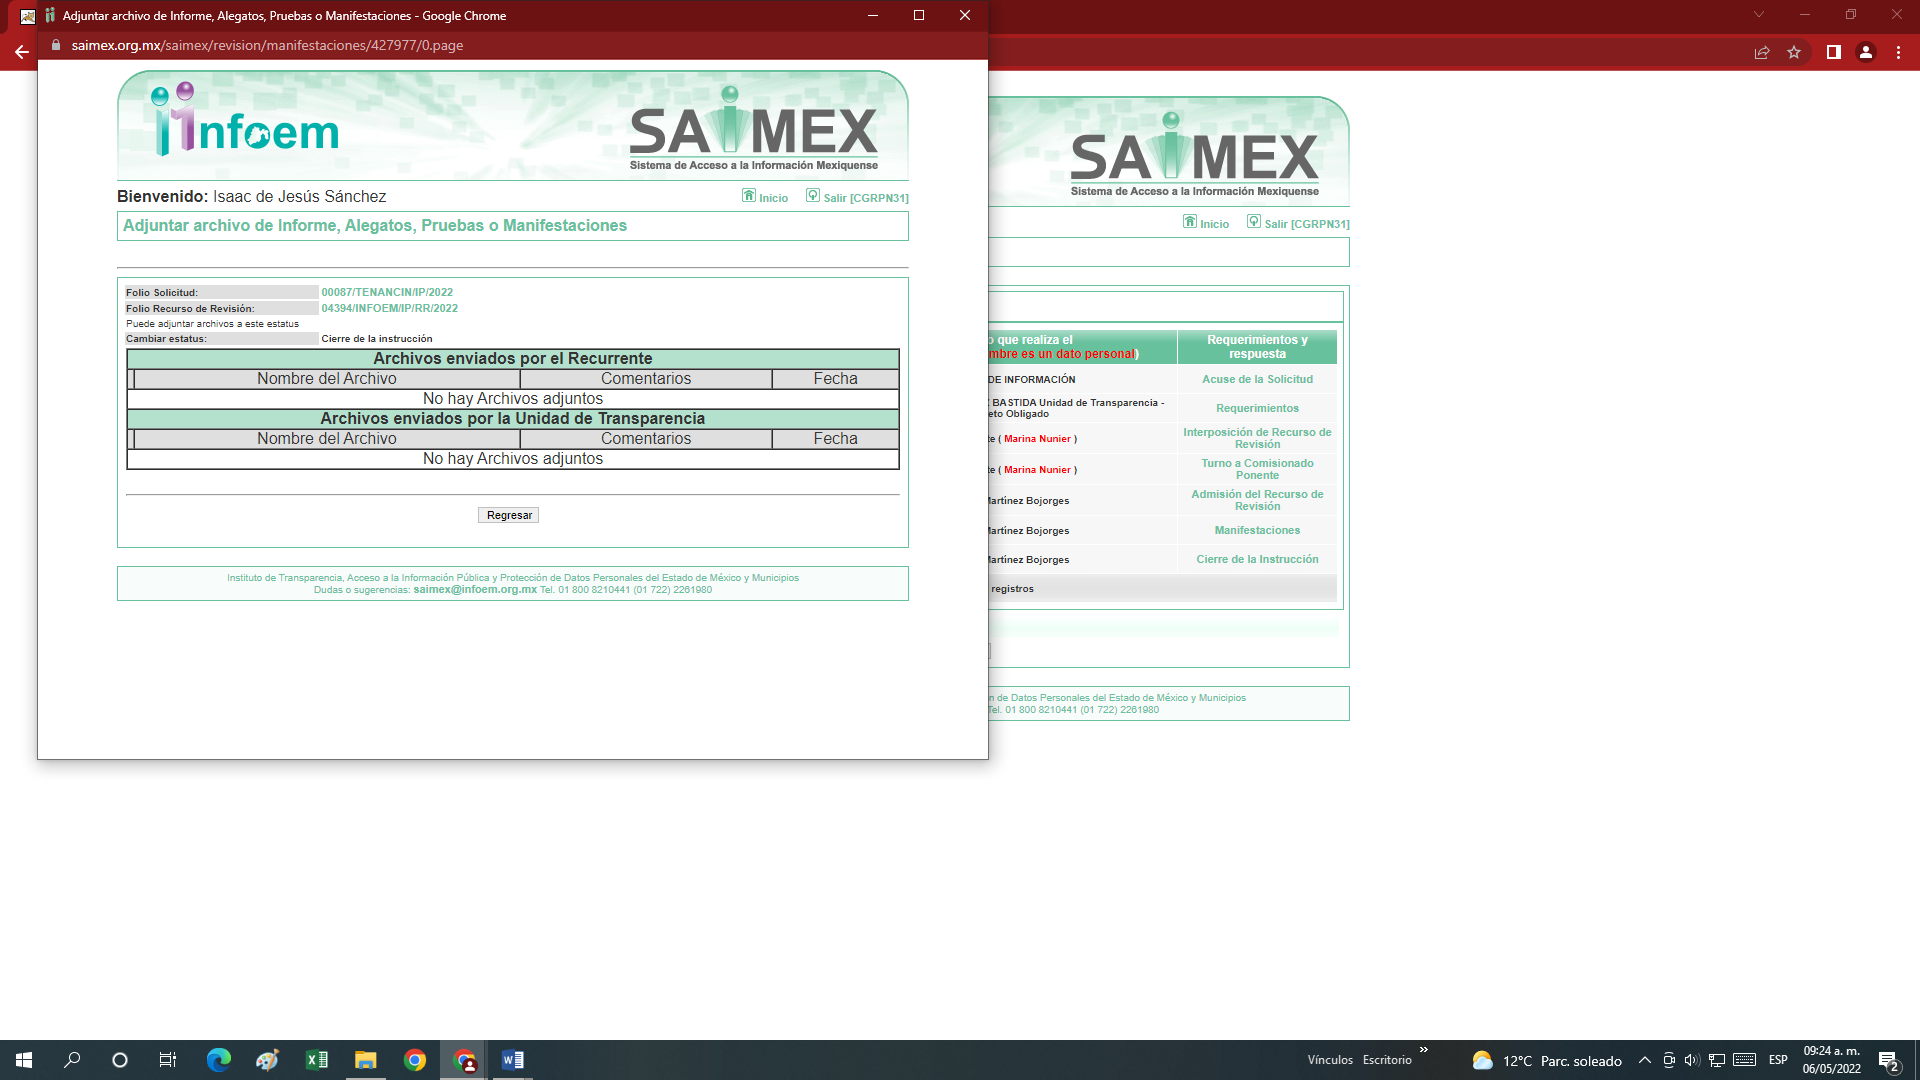 Adjuntar archivo de Informe, Alegatos, Pruebas o Manifestaciones - Google Chrome
saimex.org.mx/saimex/revision/manifestaciones/427977/0.page
infoem
SAIMEX
Sistema de Acceso a la Información Mexiquense
Bienvenido: Isaac de Jesús Sánchez
Inicio
Salir [CGRPN31]
Adjuntar archivo de Informe, Alegatos, Pruebas o Manifestaciones
Folio Solicitud: 00087/TENANCIN/IP/2022
Folio Recurso de Revisión: 04394/INFOEM/IP/RR/2022
Puede adjuntar archivos a este estatus
Cambiar estatus: Cierre de la instrucción
Archivos enviados por el Recurrente
Nombre del Archivo Comentarios Fecha
No hay Archivos adjuntos
Archivos enviados por la Unidad de Transparencia
Nombre del Archivo Comentarios Fecha
No hay Archivos adjuntos
Regresar
Instituto de Transparencia, Acceso a la Información Pública y Protección de Datos Personales del Estado de México y Municipios
Dudas o sugerencias: saimex@infoem.org.mx Tel. 01 800 8210441 (01 722) 2261980
SAIMEX
Sistema de Acceso a la Información Mexiquense
Inicio
Salir [CGRPN31]
o que realiza el
mbre es un dato personal)
Requerimientos y
respuesta
DE INFORMACIÓN
Acuse de la Solicitud
BASTIDA Unidad de Transparencia -
eto Obligado
Requerimientos
te ( Marina Nunier )
Interposición de Recurso de
Revisión
te ( Marina Nunier )
Turno a Comisionado
Ponente
Martínez Bojorges
Admisión del Recurso de
Revisión
Martínez Bojorges
Manifestaciones
Martínez Bojorges
Cierre de la Instrucción
registros
n de Datos Personales del Estado de México y Municipios
Tel. 01 800 8210441 (01 722) 2261980
Vínculos
Escritorio
»
12°C Parc. soleado
ESP
09:24 a. m.
06/05/2022
2